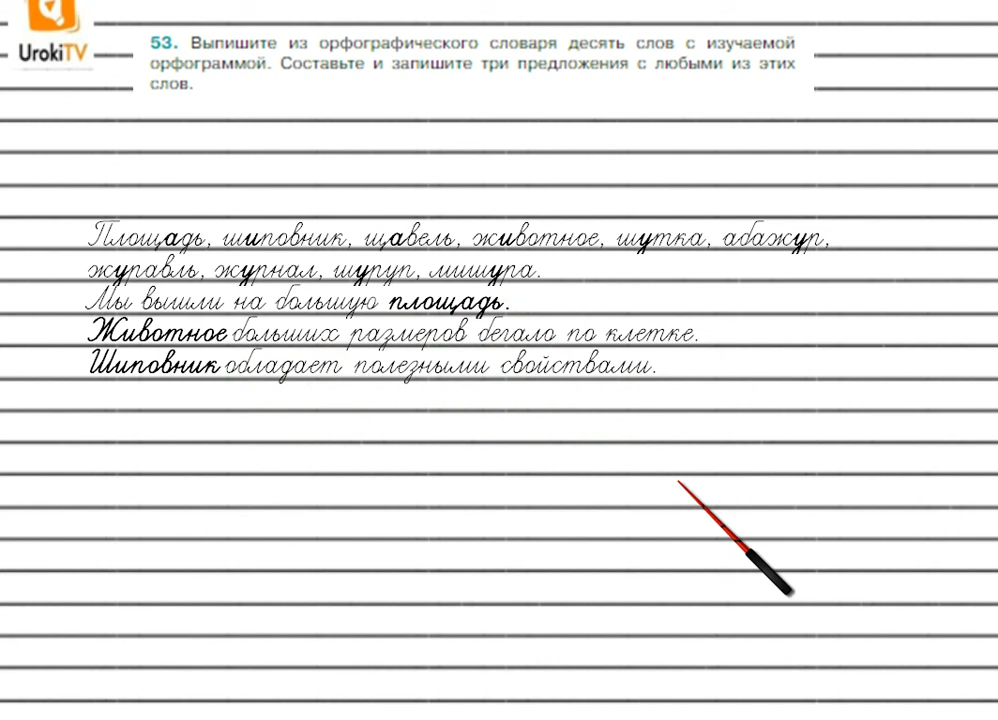 UrokiTV
53. Выпишите из орфографического словаря десять слов с изучаемой
орфограммой. Составьте и запишите три предложения с любыми из этих
слов.
Площадь, шиповник, щавель, животное, шутка, абажур,
журавль, журнал, шуруп, мишура.
Мы вышли на большую площадь.
Животное больших размеров бегало по клетке.
Шиповник обладает полезными свойствами.